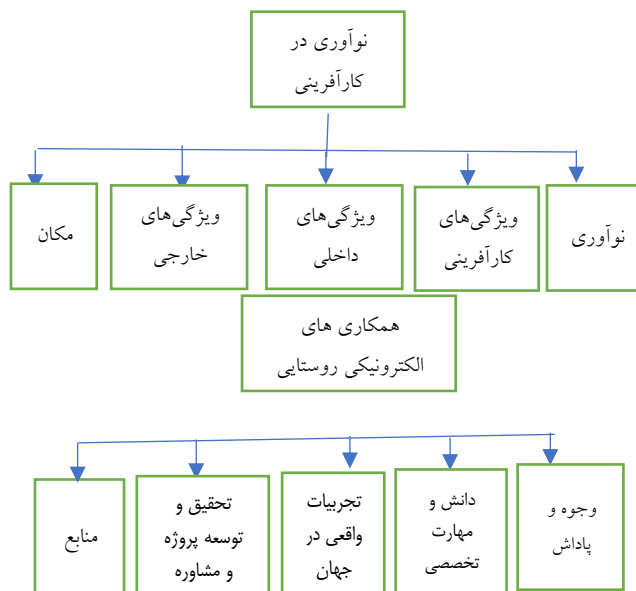 نوآوری در
کارآفرینی
نوآوری
ویژگی‌های
کارآفرینی
ویژگی‌های
داخلی
ویژگی‌های
خارجی
مکان
همکاری های
الکترونیکی روستایی
وجوه و
پاداش
دانش و
مهارت
تخصصی
تجربیات
واقعی در
جهان
تحقیق و
توسعه پروژه
و مشاوره
منابع